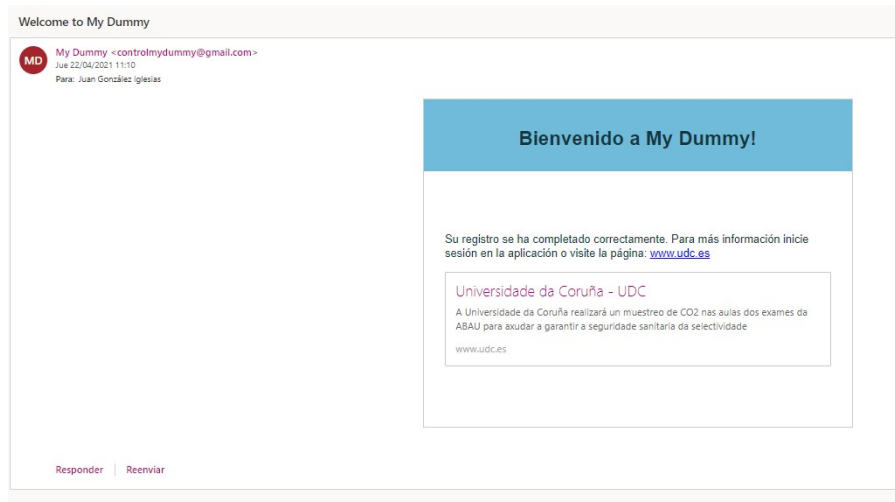 Welcome to My Dummy
MD
My Dummy <controlmydummy@gmail.com>
Jue 22/04/2021 11:10
Para: Juan González Iglesias
Bienvenido a My Dummy!
Su registro se ha completado correctamente. Para más información inicie
sesión en la aplicación o visite la página: www.udc.es
Universidade da Coruña - UDC
A Universidade da Coruña realizará un muestreo de CO2 nas aulas dos exames da
ABAU para axudar a garantir a seguridade sanitaria da selectividade
www.udc.es
Responder | Reenviar